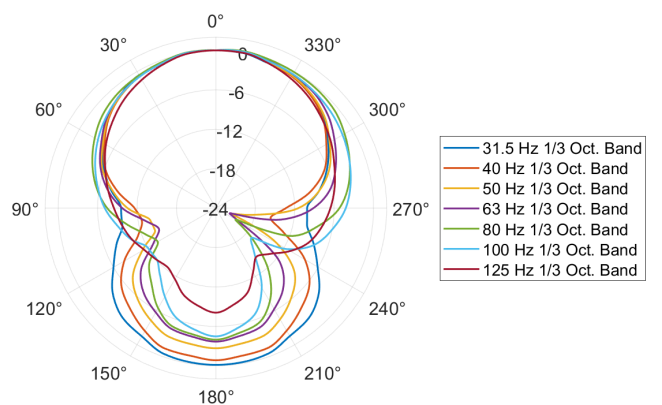 0°
30°
330°
0
60°
300°
-6
-12
-18
90°
-24
270°
120°
240°
150°
210°
180°
31.5 Hz 1/3 Oct. Band
40 Hz 1/3 Oct. Band
50 Hz 1/3 Oct. Band
63 Hz 1/3 Oct. Band
80 Hz 1/3 Oct. Band
100 Hz 1/3 Oct. Band
125 Hz 1/3 Oct. Band